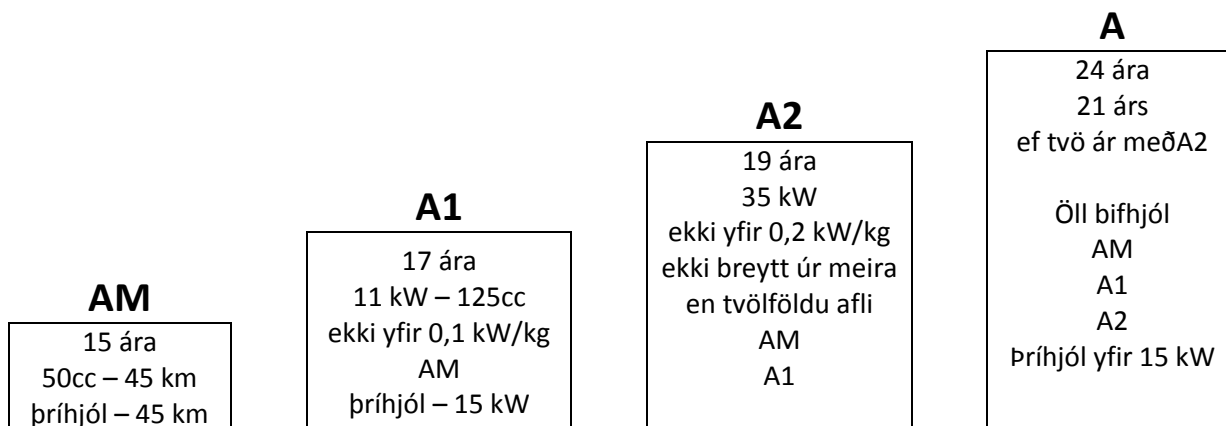 AM
15 ára
50cc – 45 km
þríhjól – 45 km
A1
17 ára
11 kW – 125cc
ekki yfir 0,1 kW/kg
AM
þríhjól – 15 kW
A2
19 ára
35 kW
ekki yfir 0,2 kW/kg
ekki breytt úr meira
en tvölföldu afli
AM
A1
A
24 ára
21 árs
ef tvö ár meðA2
Öll bifhjól
AM
A1
A2
Þríhjól yfir 15 kW